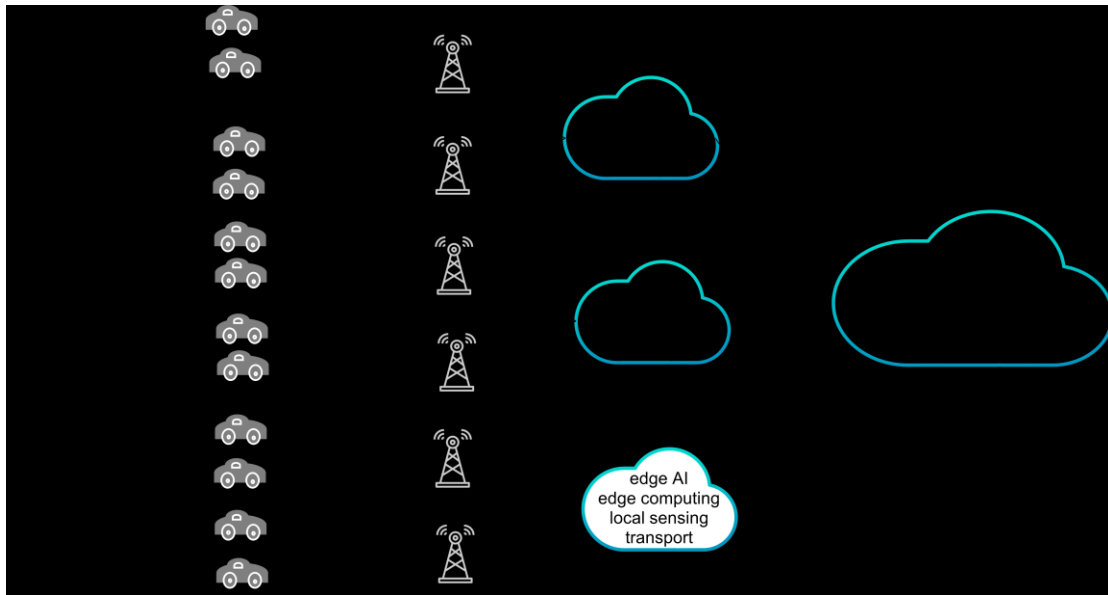 edge AI
edge computing
local sensing
transport